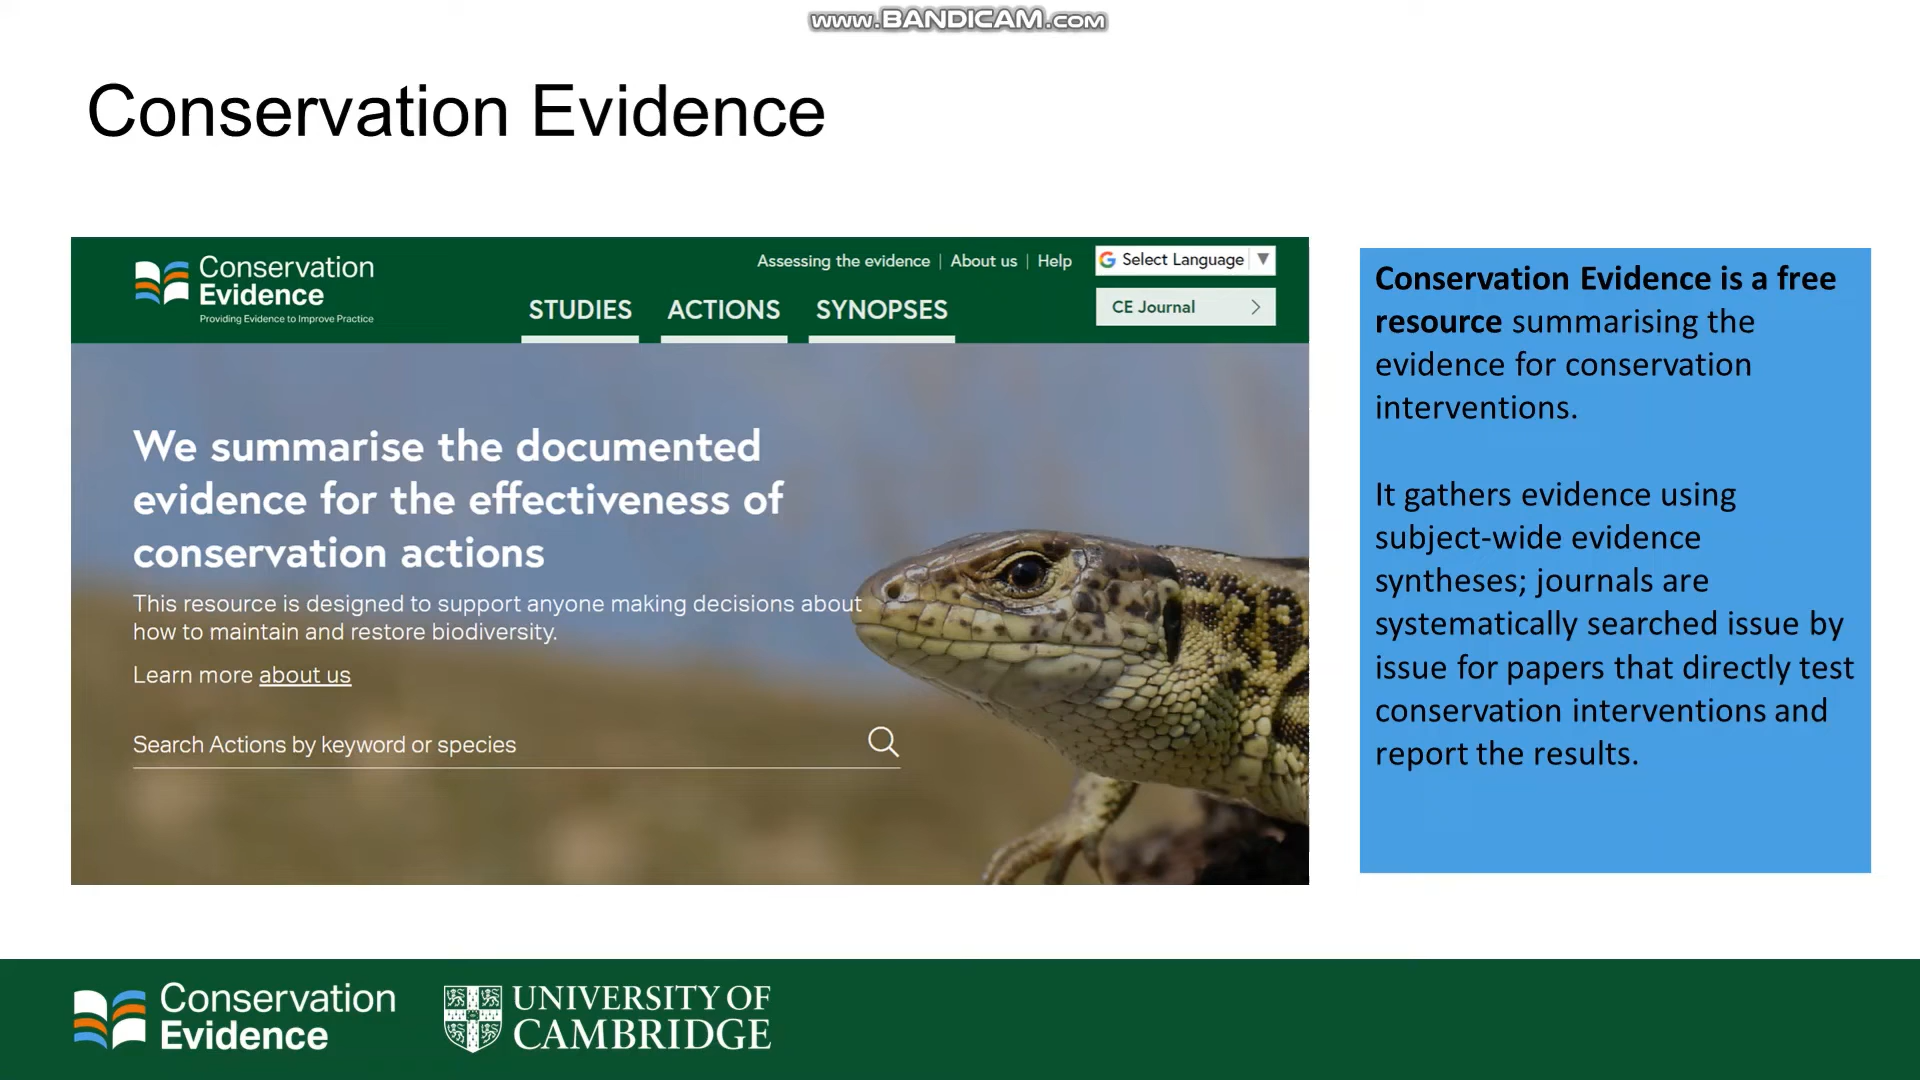 www.BANDICAM.com
Conservation Evidence
Conservation
Evidence
Providing Evidence to Improve Practice
Assessing the evidence | About us | Help
Select Language ▼
STUDIES ACTIONS SYNOPSES
CE Journal
We summarise the documented
evidence for the effectiveness of
conservation actions
This resource is designed to support anyone making decisions about
how to maintain and restore biodiversity.
Learn more about us
Search Actions by keyword or species
Conservation Evidence is a free
resource summarising the
evidence for conservation
interventions.
It gathers evidence using
subject-wide evidence
syntheses; journals are
systematically searched issue by
issue for papers that directly test
conservation interventions and
report the results.
Conservation
Evidence
UNIVERSITY OF
CAMBRIDGE